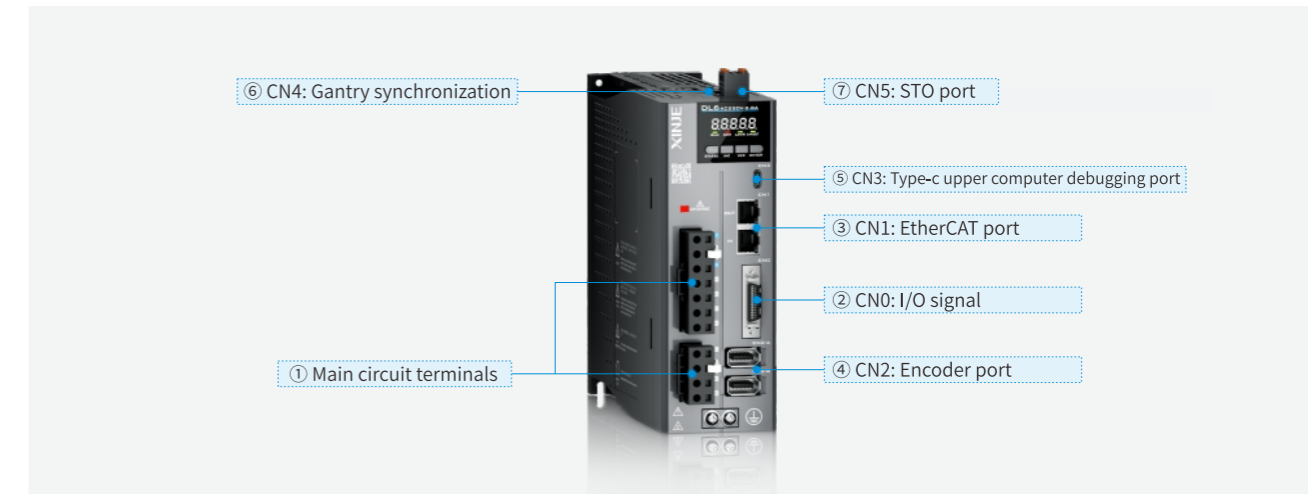 ⑥ CN4: Gantry synchronization
⑦ CN5: STO port
XINJE
88888
⑤ CN3: Type-c upper computer debugging port
③ CN1: EtherCAT port
② CN0: I/O signal
① Main circuit terminals
④ CN2: Encoder port